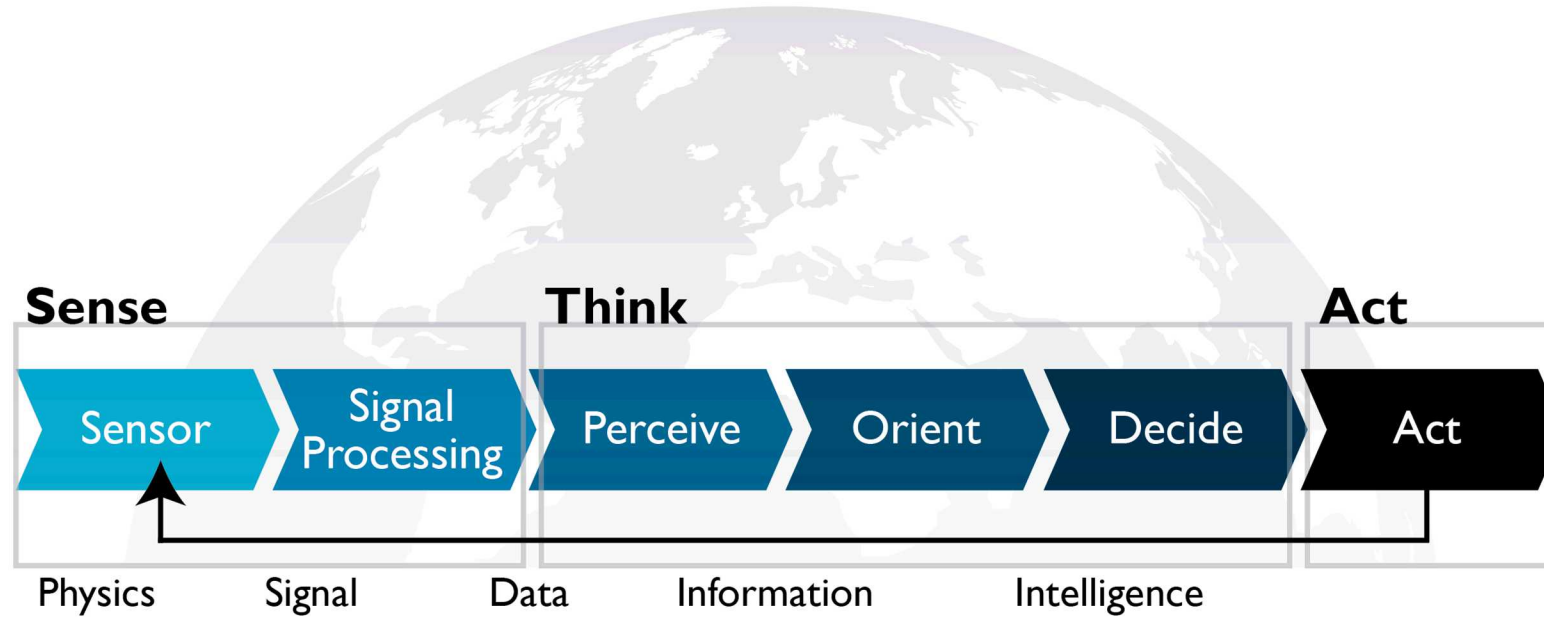 Sense Think Act
Sensor
Signal
Processing
Perceive
Orient
Decide
Act
Physics Signal Data Information Intelligence